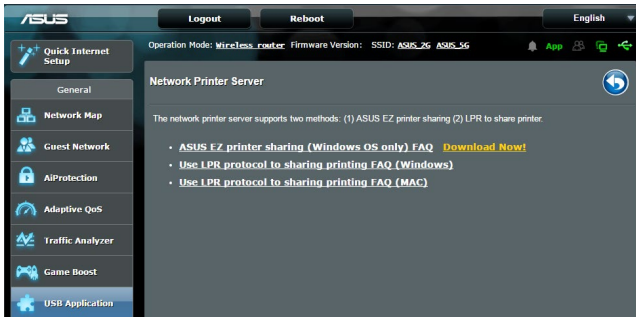 ASUS
Logout
Reboot
English
Quick Internet
Setup
Operation Mode: Wireless router Firmware Version: SSID: ASUS_2G ASUS_5G
App
General
Network Map
Guest Network
AiProtection
Adaptive QoS
Traffic Analyzer
Game Boost
USB Application
Network Printer Server
The network printer server supports two methods: (1) ASUS EZ printer sharing (2) LPR to share printer.
ASUS EZ printer sharing (Windows OS only) FAQ Download Now!
Use LPR protocol to sharing printing FAQ (Windows)
Use LPR protocol to sharing printing FAQ (MAC)